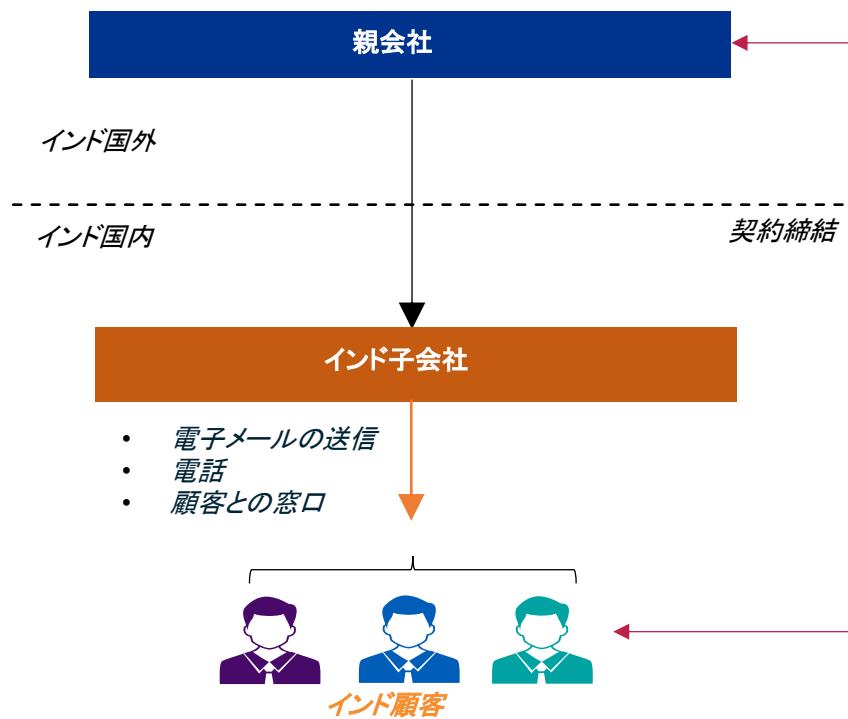 親会社
インド国外
インド国内
契約締結
インド子会社
• 電子メールの送信
• 電話
• 顧客との窓口
インド顧客